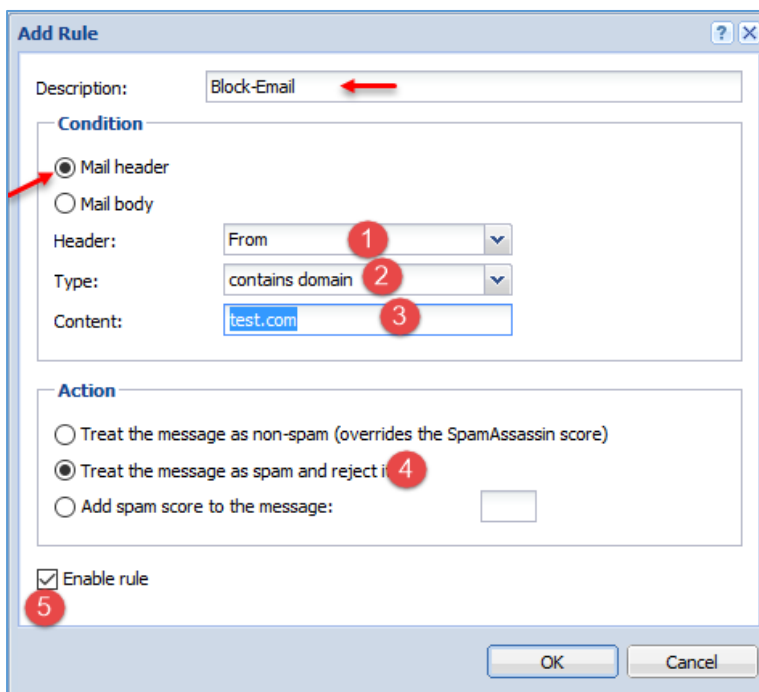 Add Rule ?
Description: Block-Email
Condition
Mail header
Mail body
Header: From 1
Type: contains domain 2
Content: test.com 3
Action
Treat the message as non-spam (overrides the SpamAssassin score)
Treat the message as spam and reject i 4
Add spam score to the message:
Enable rule
5
OK Cancel